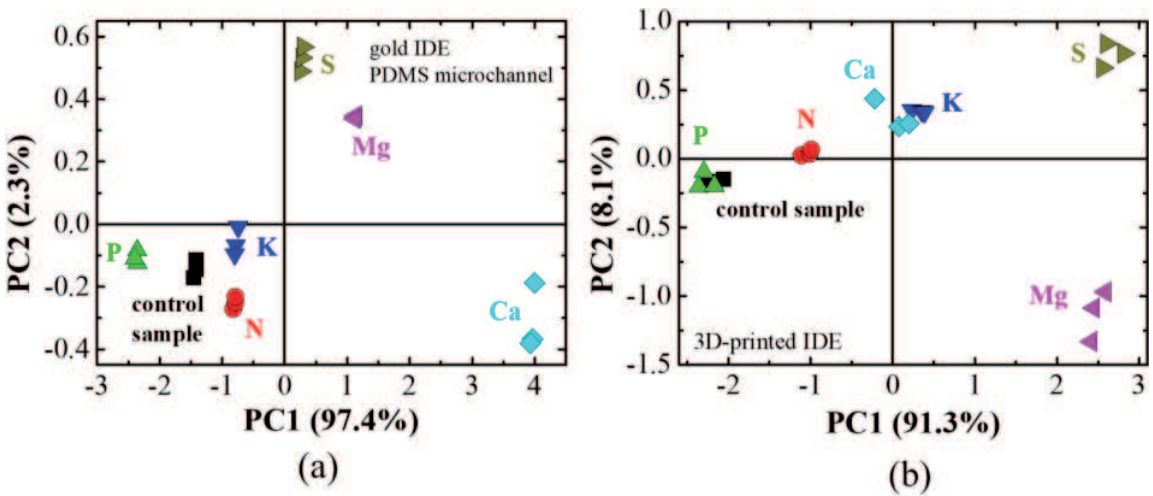 0.6
0.4
0.2
0.0
-0.2
-0.4
PC2 (2.3%)
gold IDE
PDMS microchannel
S
Mg
P
K
control
sample
N
Ca
-3 -2 -1 0 1 2 3 4
PC1 (97.4%)
(a)
1.0
0.5
0.0
-0.5
-1.0
-1.5
PC2 (8.1%)
S
Ca
K
N
P
control sample
Mg
3D-printed IDE
-2 -1 0 1 2 3
PC1 (91.3%)
(b)